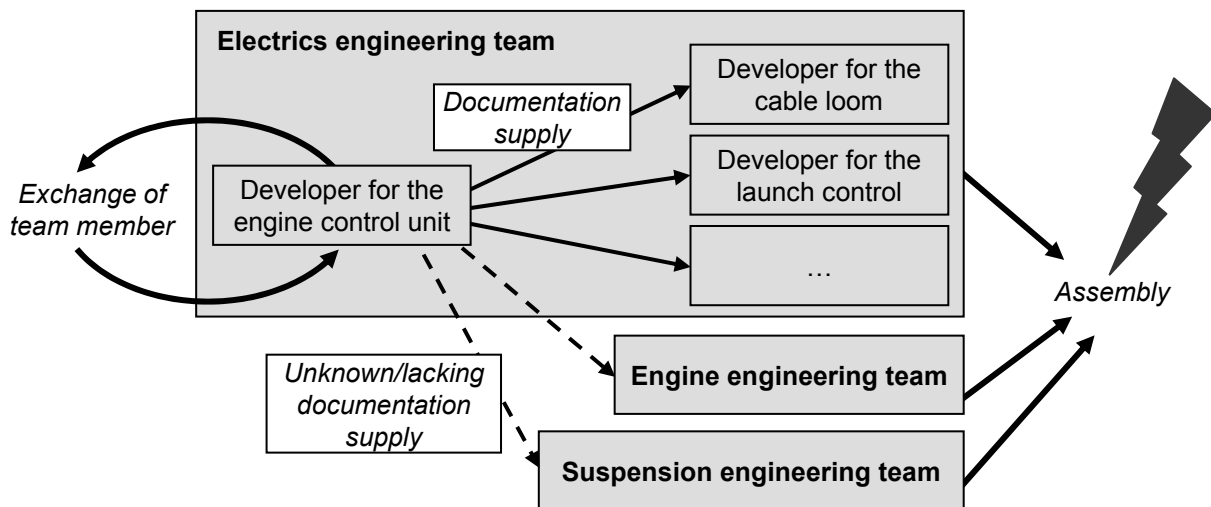 Electrics engineering team
Documentation
supply
Developer for the
cable loom
Developer for the
launch control
…
Exchange of
team member
Developer for the
engine control unit
Assembly
Unknown/lacking
documentation
supply
Engine engineering team
Suspension engineering team